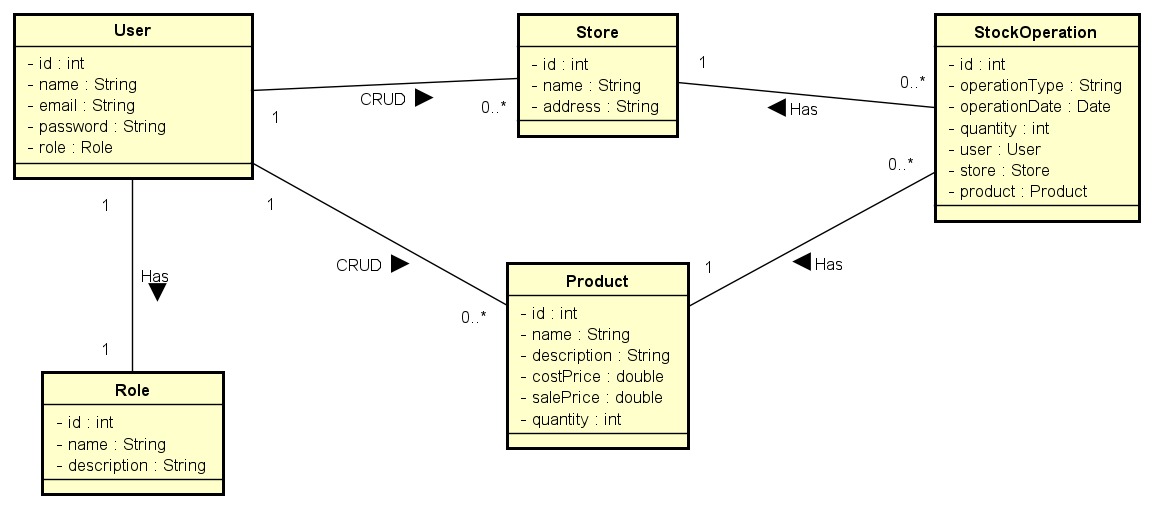 User
- id : int
- name : String
- email : String
- password : String
- role : Role
1
CRUD
0..*
Store
- id : int
- name : String
- address : String
1
Has
0..*
StockOperation
- id : int
- operationType : String
- operationDate : Date
- quantity : int
- user : User
- store : Store
- product : Product
1
CRUD
0..*
Product
- id : int
- name : String
- description : String
- costPrice : double
- salePrice : double
- quantity : int
1
Has
0..*
1
Has
1
Role
- id : int
- name : String
- description : String